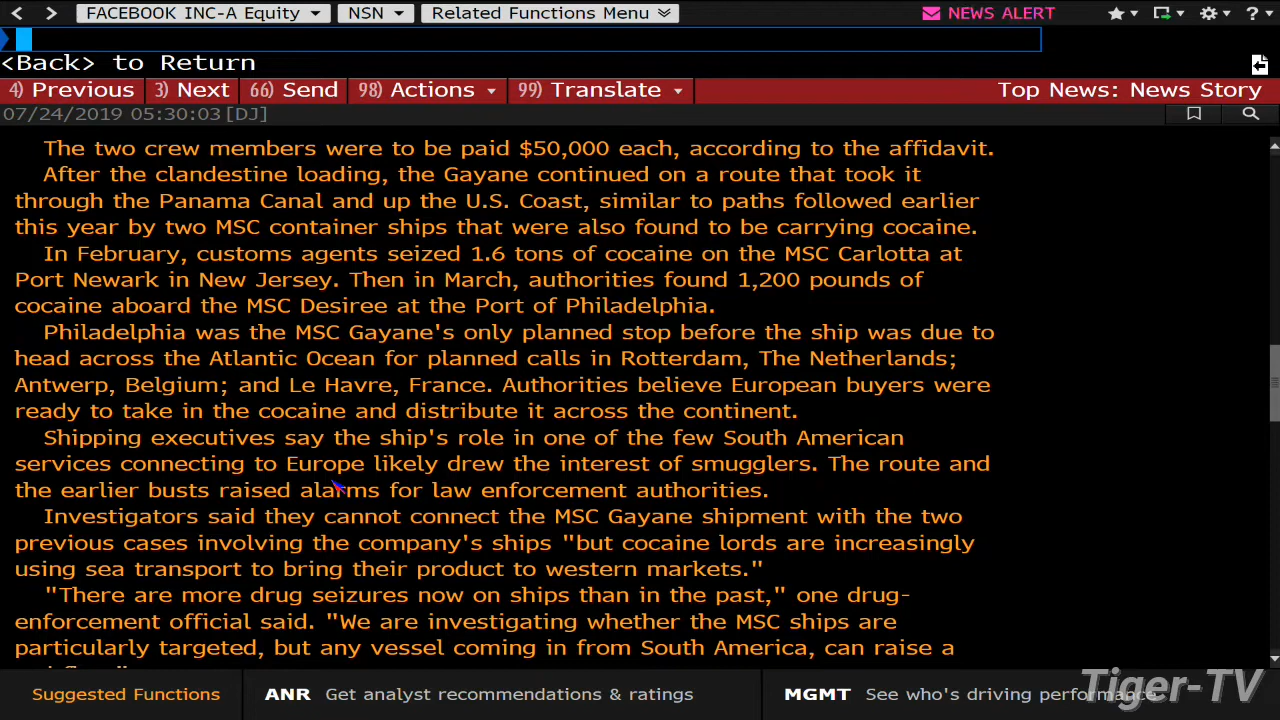 FACEBOOK INC-A Equity NSN Related Functions Menu NEWS ALERT ?
<Back> to Return
4) Previous 3) Next 66) Send 98) Actions 99) Translate Top News: News Story
07/24/2019 05:30:03 [DJ]
The two crew members were to be paid $50,000 each, according to the affidavit.
After the clandestine loading, the Gayane continued on a route that took it
through the Panama Canal and up the U.S. Coast, similar to paths followed earlier
this year by two MSC container ships that were also found to be carrying cocaine.
In February, customs agents seized 1.6 tons of cocaine on the MSC Carlotta at
Port Newark in New Jersey. Then in March, authorities found 1,200 pounds of
cocaine aboard the MSC Desiree at the Port of Philadelphia.
Philadelphia was the MSC Gayane's only planned stop before the ship was due to
head across the Atlantic Ocean for planned calls in Rotterdam, The Netherlands;
Antwerp, Belgium; and Le Havre, France. Authorities believe European buyers were
ready to take in the cocaine and distribute it across the continent.
Shipping executives say the ship's role in one of the few South American
services connecting to Europe likely drew the interest of smugglers. The route and
the earlier busts raised alarms for law enforcement authorities.
Investigators said they cannot connect the MSC Gayane shipment with the two
previous cases involving the company's ships "but cocaine lords are increasingly
using sea transport to bring their product to western markets."
"There are more drug seizures now on ships than in the past," one drug-
enforcement official said. "We are investigating whether the MSC ships are
particularly targeted, but any vessel coming in from South America, can raise a
Suggested Functions ANR Get analyst recommendations & ratings MGMT See who's driving performance
Tiger-TV